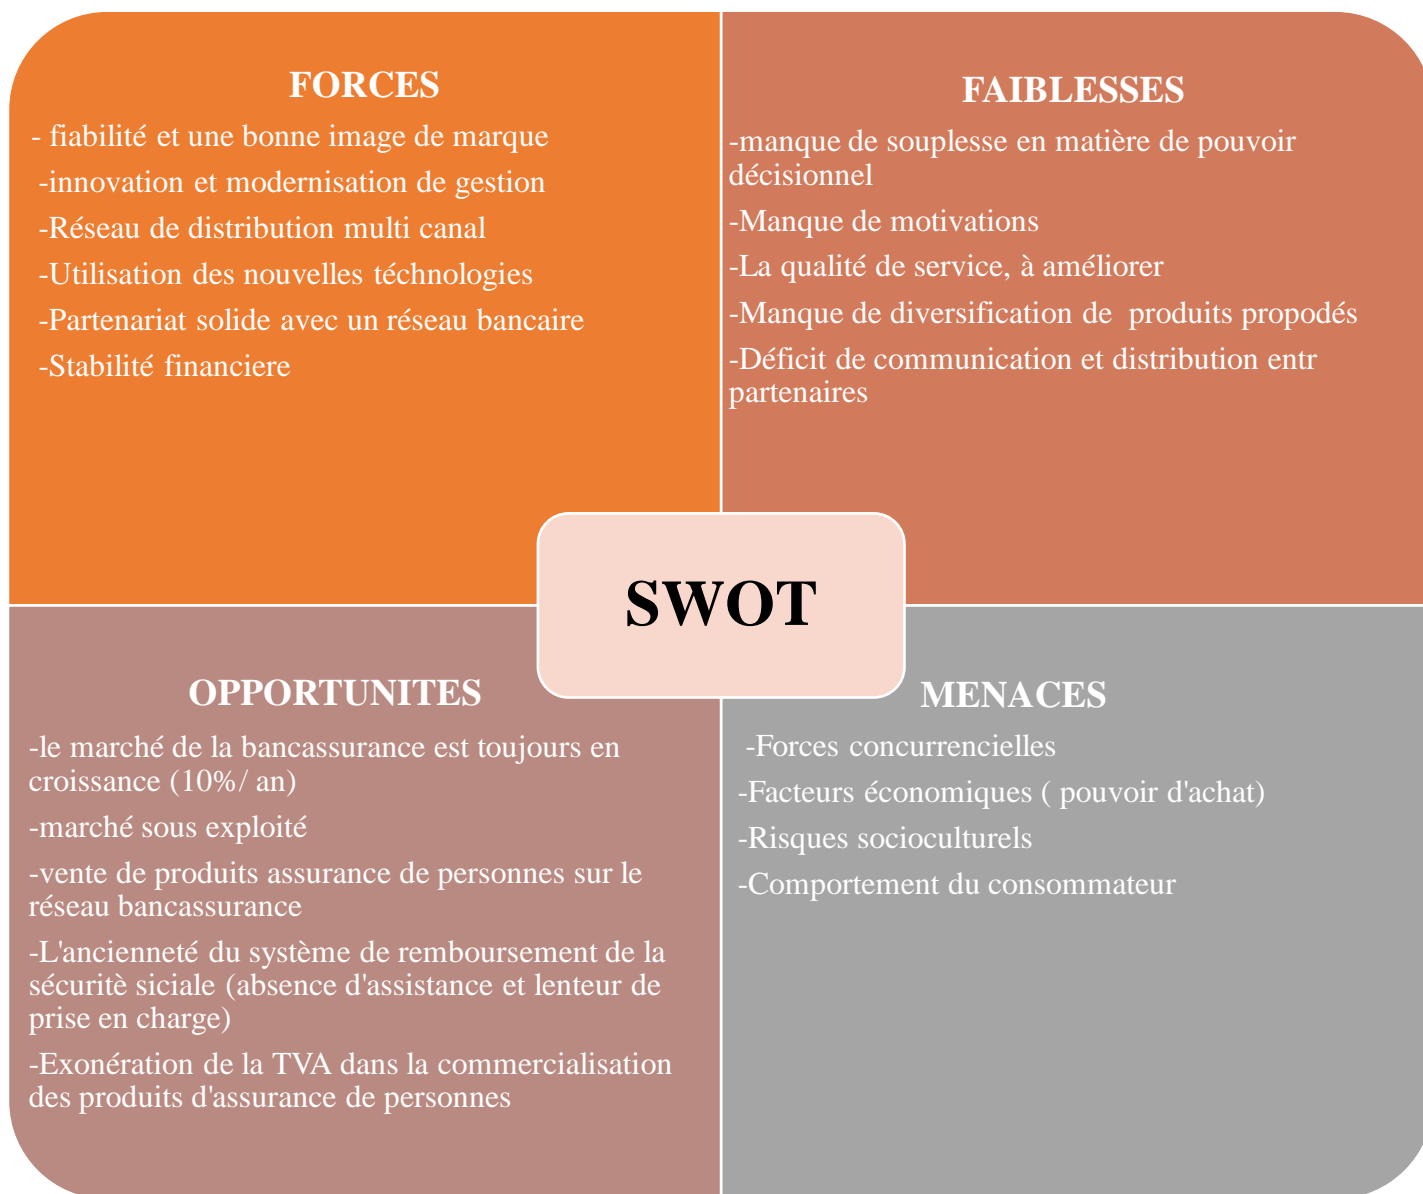 FORCES
- fiabilité et une bonne image de marque
-innovation et modernisation de gestion
-Réseau de distribution multi canal
-Utilisation des nouvelles téchnologies
-Partenariat solide avec un réseau bancaire
-Stabilité financiere
FAIBLESSES
-manque de souplesse en matière de pouvoir
décisionnel
-Manque de motivations
-La qualité de service, à améliorer
-Manque de diversification de produits propodés
-Déficit de communication et distribution entr
partenaires
SWOT
OPPORTUNITES
-le marché de la bancassurance est toujours en
croissance (10%/ an)
-marché sous exploité
-vente de produits assurance de personnes sur le
réseau bancassurance
-L'ancienneté du système de remboursement de la
sécuritè siciale (absence d'assistance et lenteur de
prise en charge)
-Exonération de la TVA dans la commercialisation
des produits d'assurance de personnes
MENACES
-Forces concurrencielles
-Facteurs économiques ( pouvoir d'achat)
-Risques socioculturels
-Comportement du consommateur